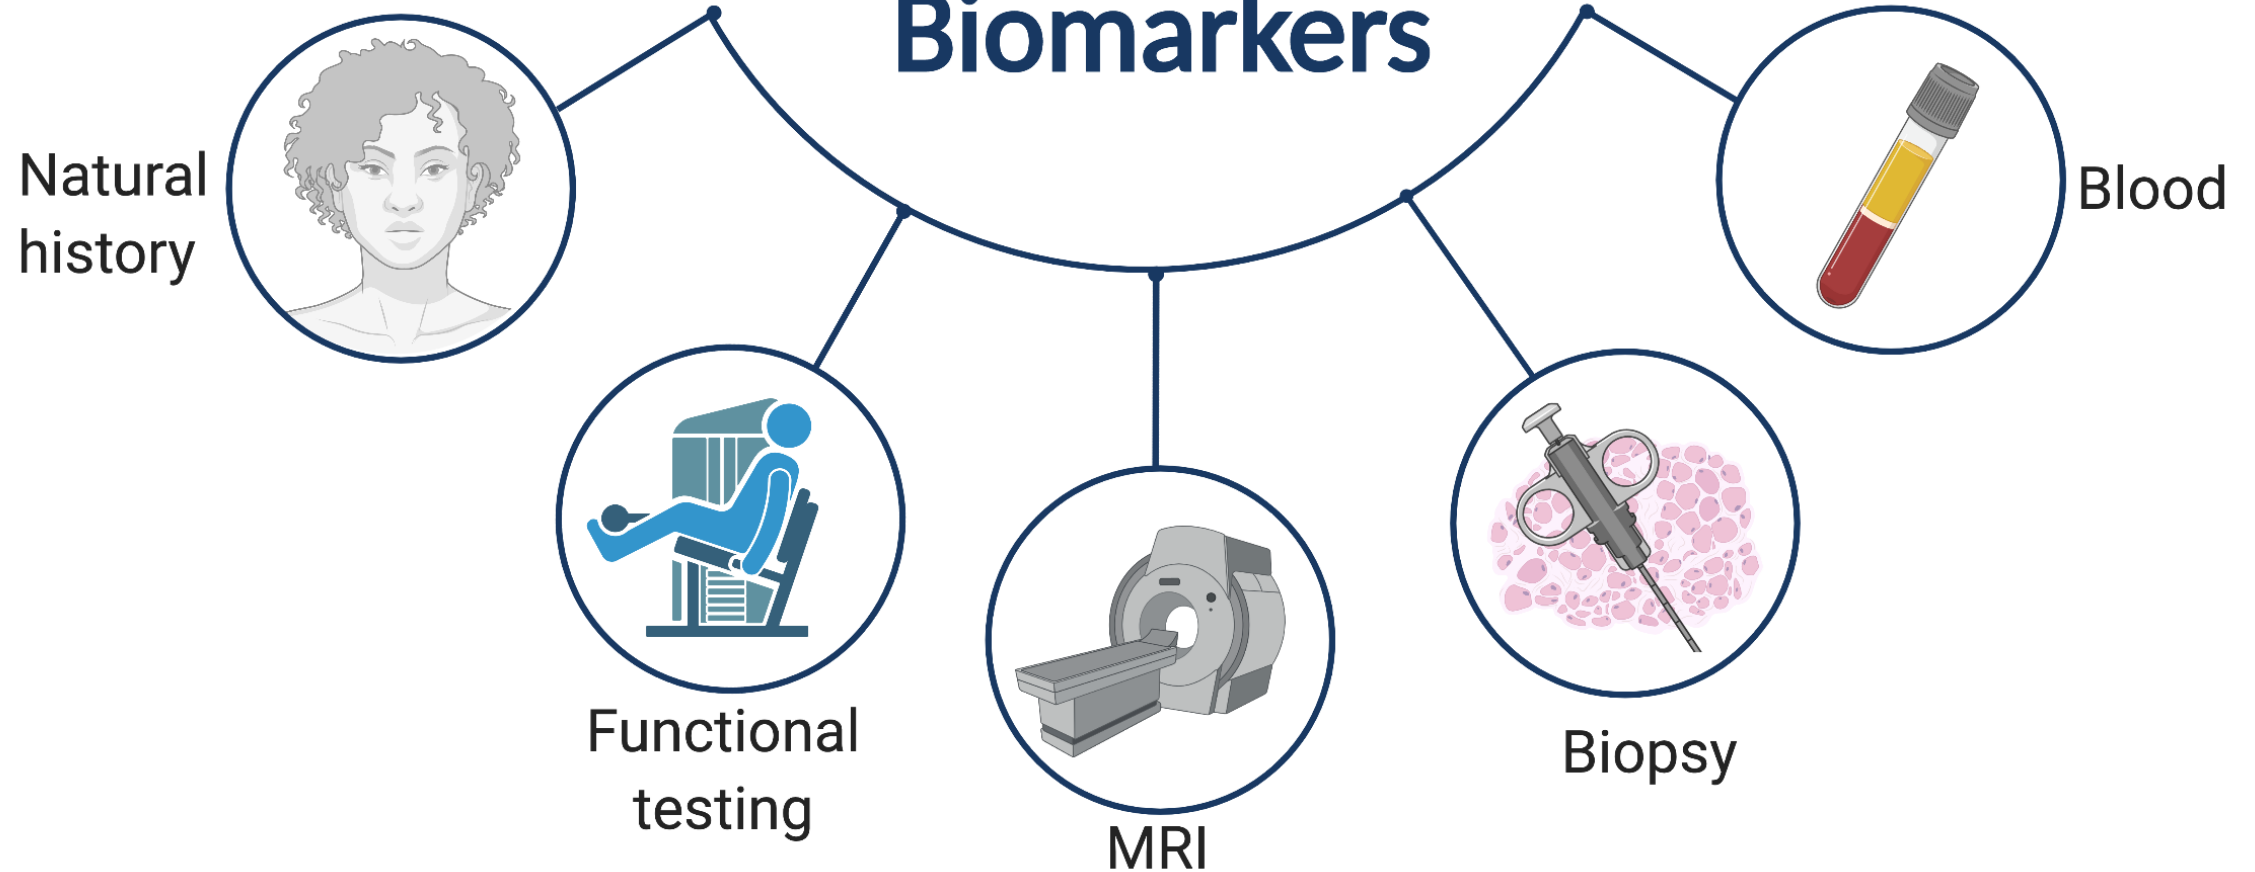 Biomarkers
Natural
history
Functional
testing
MRI
Biopsy
Blood